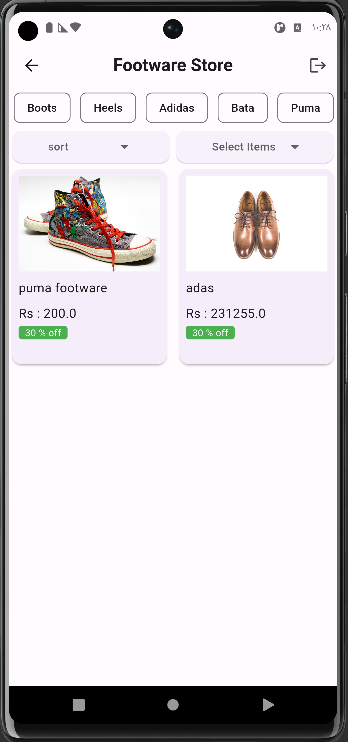 ١٠:٢٨
Footware Store
Boots Heels Adidas Bata Puma
sort Select Items
puma footware adas
Rs : 200.0 Rs : 231255.0
30 % off 30 % off